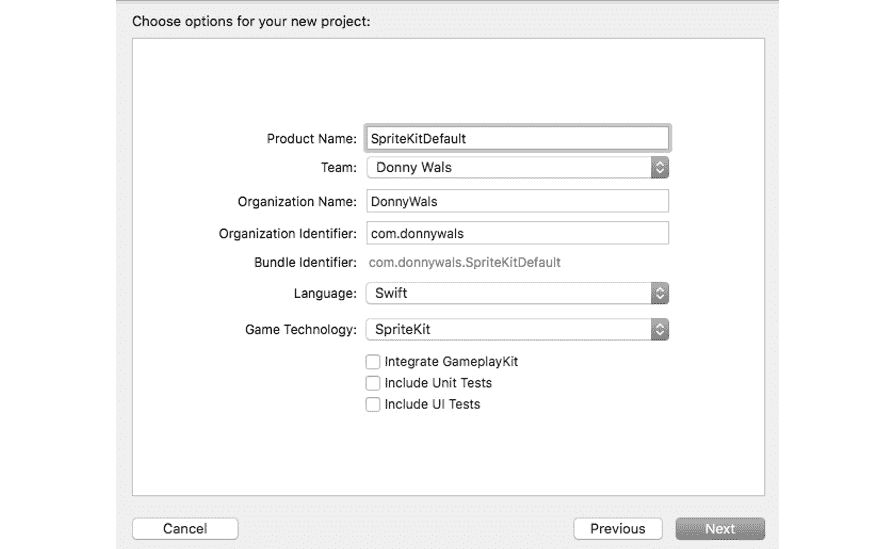 Choose options for your new project:
Product Name: SpriteKitDefault
Team: Donny Wals
Organization Name: DonnyWals
Organization Identifier: com.donnywals
Bundle Identifier: com.donnywals.SpriteKitDefault
Language: Swift
Game Technology: SpriteKit
Integrate GameplayKit
Include Unit Tests
Include UI Tests
Cancel Previous Next